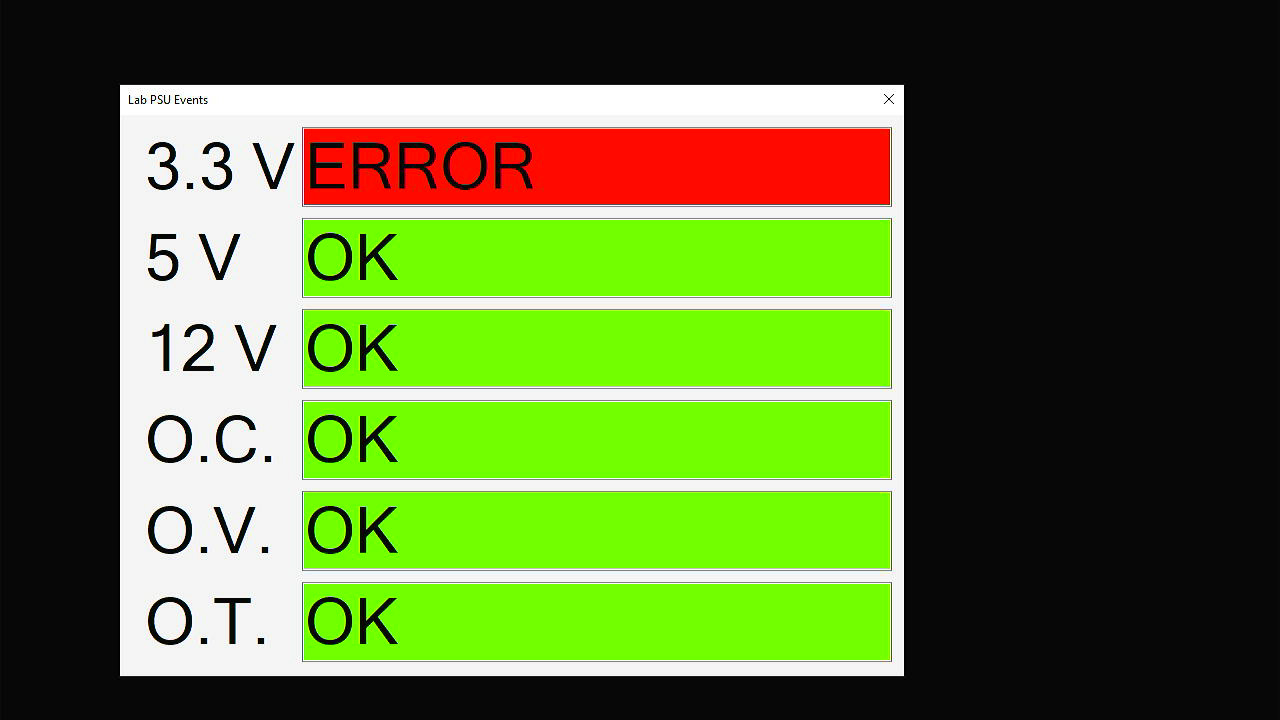 Lab PSU Events
3.3 V ERROR
5 V OK
12 V OK
O.C. OK
O.V. OK
O.T. OK